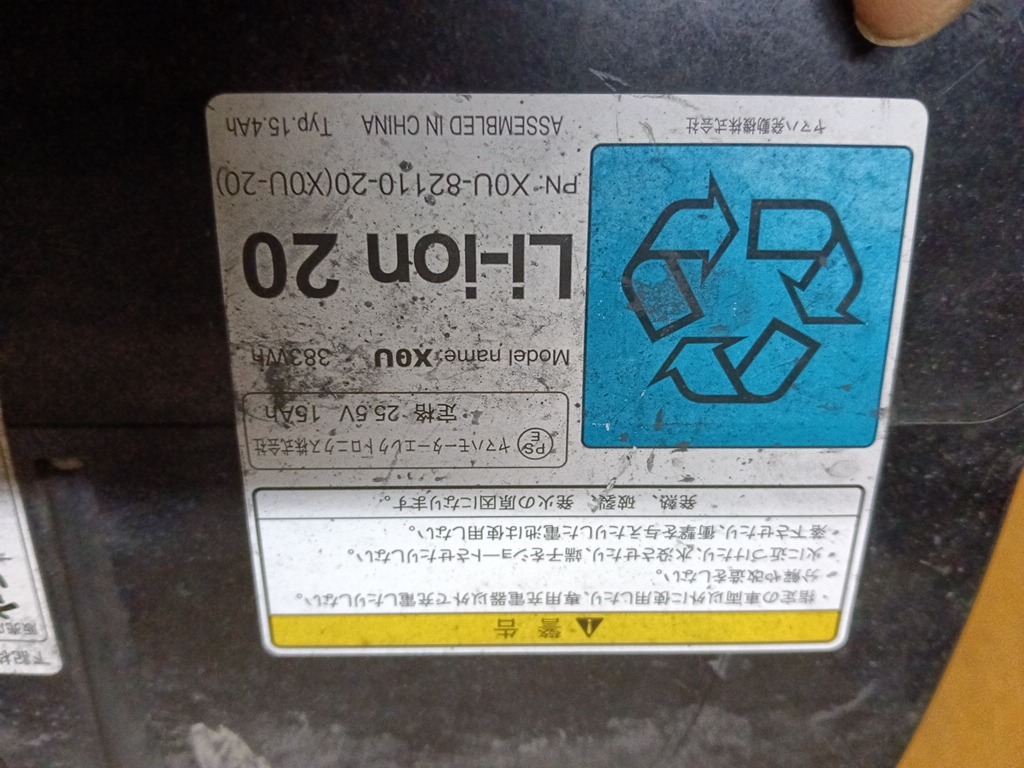 ⚠警告
・指定の車両以外に使用したり、専用充電器以外で充電したりしない。
・分解や改造をしない。
・火に近づけたり、水没させたり、端子をショートさせたりしない。
・落下させたり、衝撃を与えたりした電池は使用しない。
発熱、破裂、発火の原因になります。
PS E ヤマハモーターエレクトロニクス株式会社
定格 25.5V 15Ah
Model name: X0U 383Wh
Li-ion 20
PN: X0U-82110-20(X0U-20)
ヤマハ発動機株式会社 ASSEMBLED IN CHINA Typ.15.4Ah
下記
販売